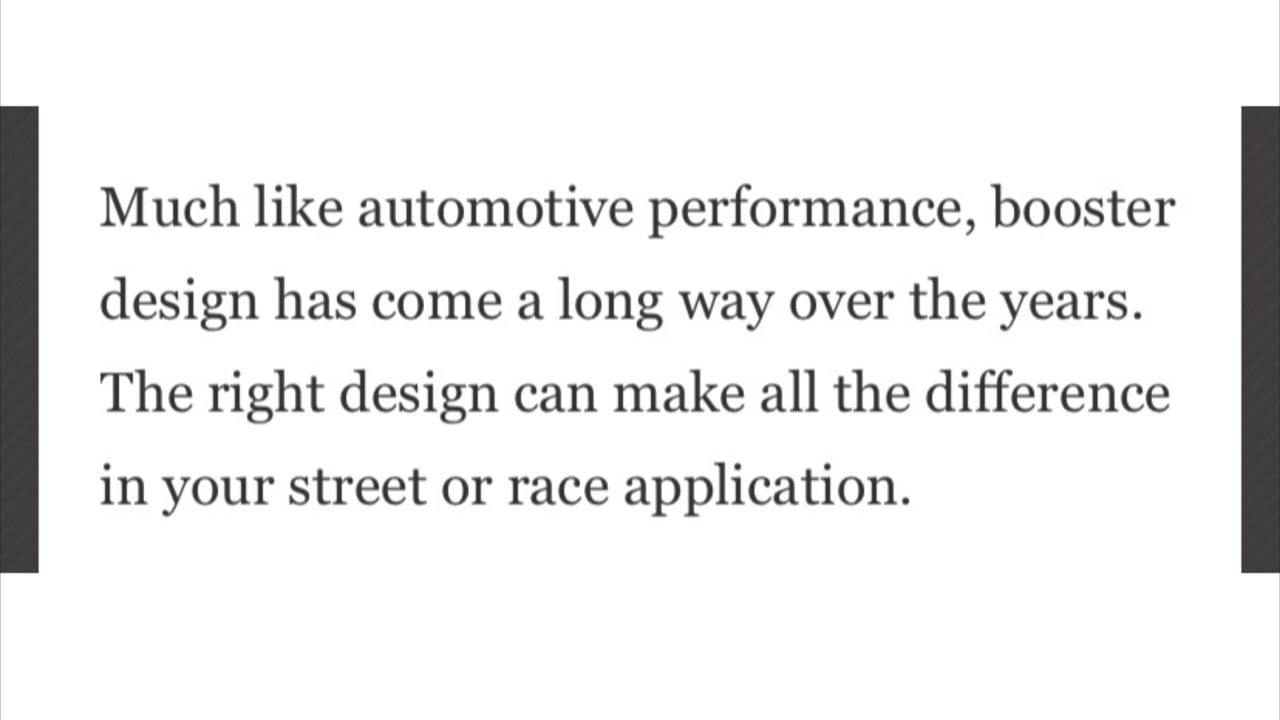 Much like automotive performance, booster
design has come a long way over the years.
The right design can make all the difference
in your street or race application.